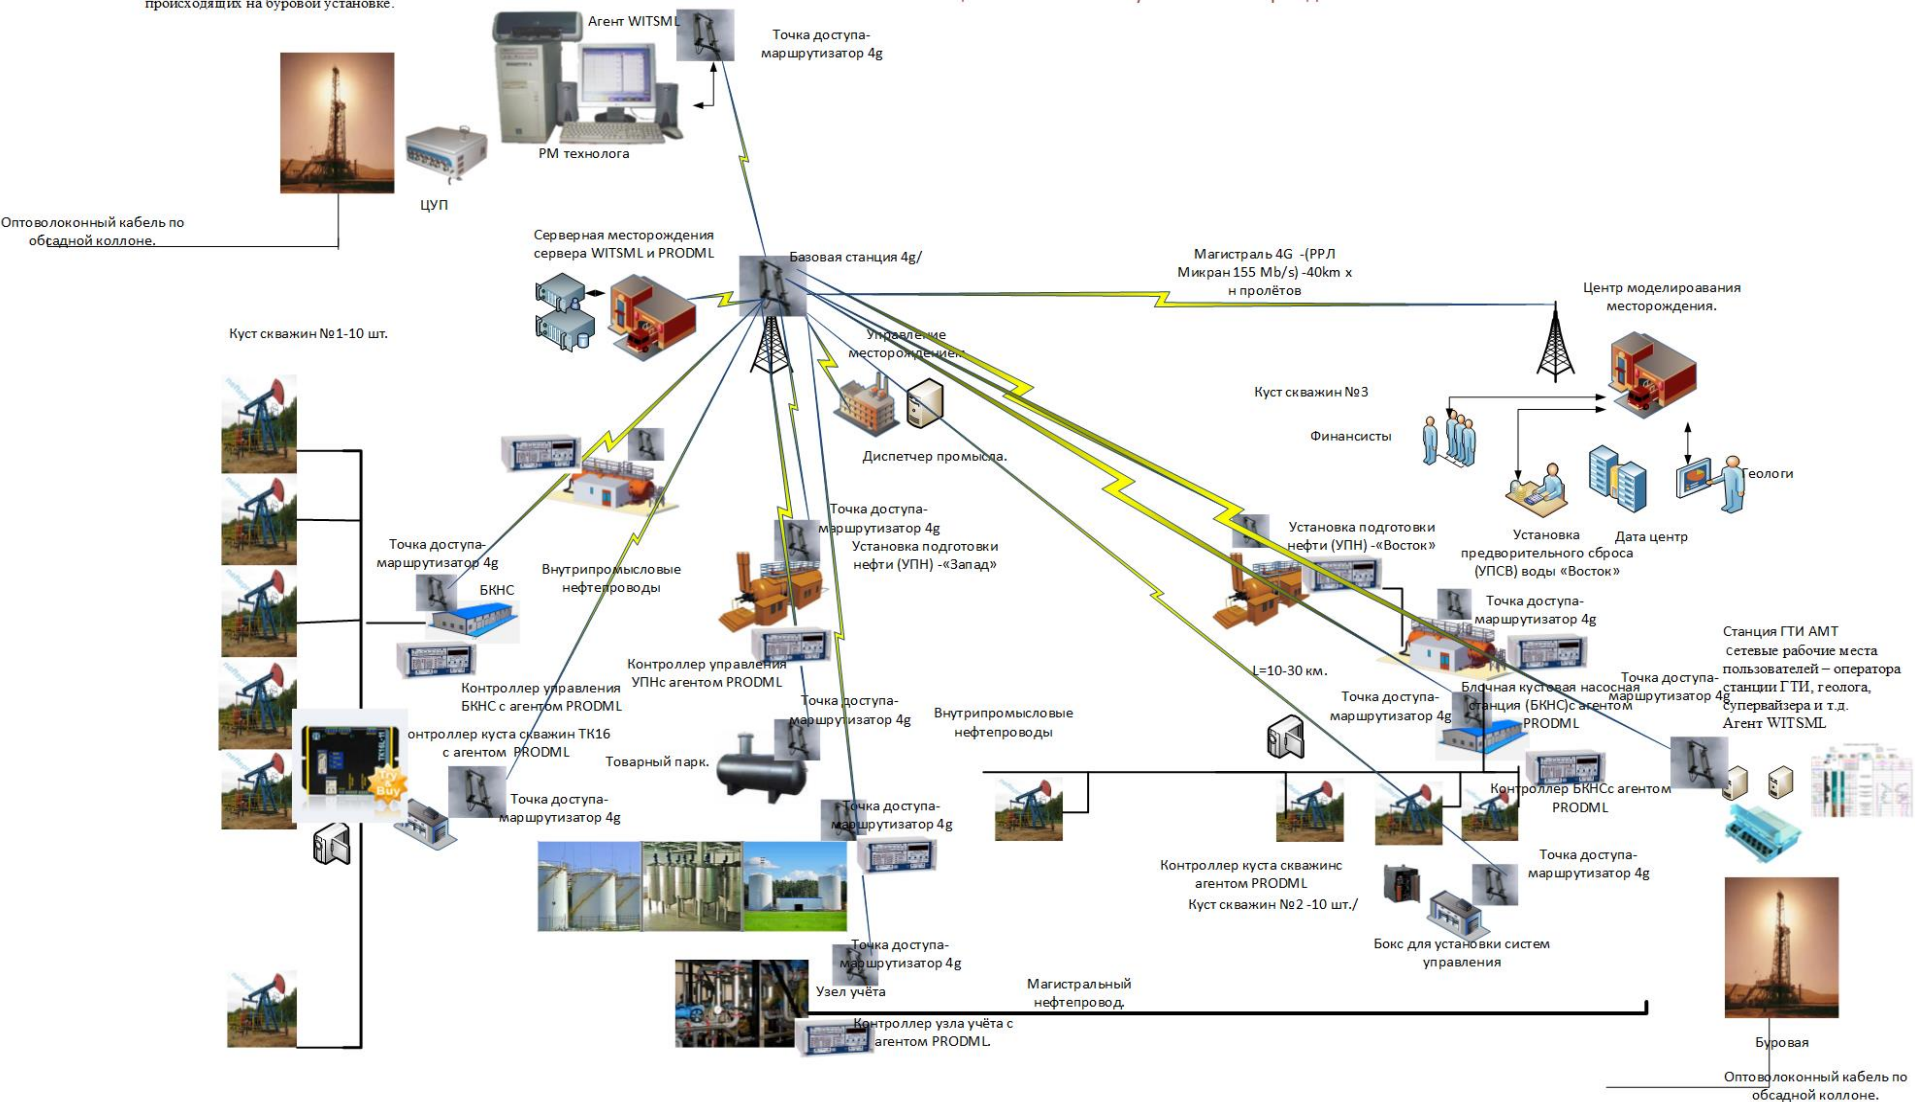 происходящих на буровой установке.
Агент WITSML
Точка доступа-
маршрутизатор 4g
РМ технолога
ЦУП
Оптоволоконный кабель по
обсадной коллоне.
Серверная месторождения
сервера WITSML и PRODML
Базовая станция 4g/
Магистраль 4G -(РРЛ
Микран 155 Mb/s) -40km x
н пролётов
Центр моделироавания
месторождения.
Куст скважин №1-10 шт.
Управление
месторождением
Куст скважин №3
Финансисты
Диспетчер промысла.
Геологи
Точка доступа-
маршрутизатор 4g
Установка подготовки
нефти (УПН) -«Запад»
Установка подготовки
нефти (УПН) -«Восток»
Установка
предворительного сброса
(УПСВ) воды «Восток»
Дата центр
Точка доступа-
маршрутизатор 4g
БКНС
Внутрипромысловые
нефтепроводы
Точка доступа-
маршрутизатор 4g
Станция ГТИ АМТ
сетевые рабочие места
пользователей – оператора
станции ГТИ, геолога,
супервайзера и т.д.
Агент WITSML
Контроллер управления
УПНс агентом PRODML
L=10-30 км.
Контроллер управления
БКНС с агентом PRODML
Точка доступа-
маршрутизатор 4g
Точка доступа-
маршрутизатор 4g
Блочная кустовая насосная
станция (БКНС)с агентом
PRODML
Точка доступа-
маршрутизатор 4g
Внутрипромысловые
нефтепроводы
онтроллер куста скважин ТК16
с агентом PRODML
TK16L-11
Try
&
Buy
Товарный парк.
Точка доступа-
маршрутизатор 4g
Точка доступа-
маршрутизатор 4g
Контроллер БКНСс агентом
PRODML
Контроллер куста скважинс
агентом PRODML
Куст скважин №2 -10 шт./
Точка доступа-
маршрутизатор 4g
Бокс для установки систем
управления
Точка доступа-
маршрутизатор 4g
Узел учёта
Магистральный
нефтепровод.
Контроллер узла учёта с
агентом PRODML.
Буровая
Оптоволоконный кабель по
обсадной коллоне.